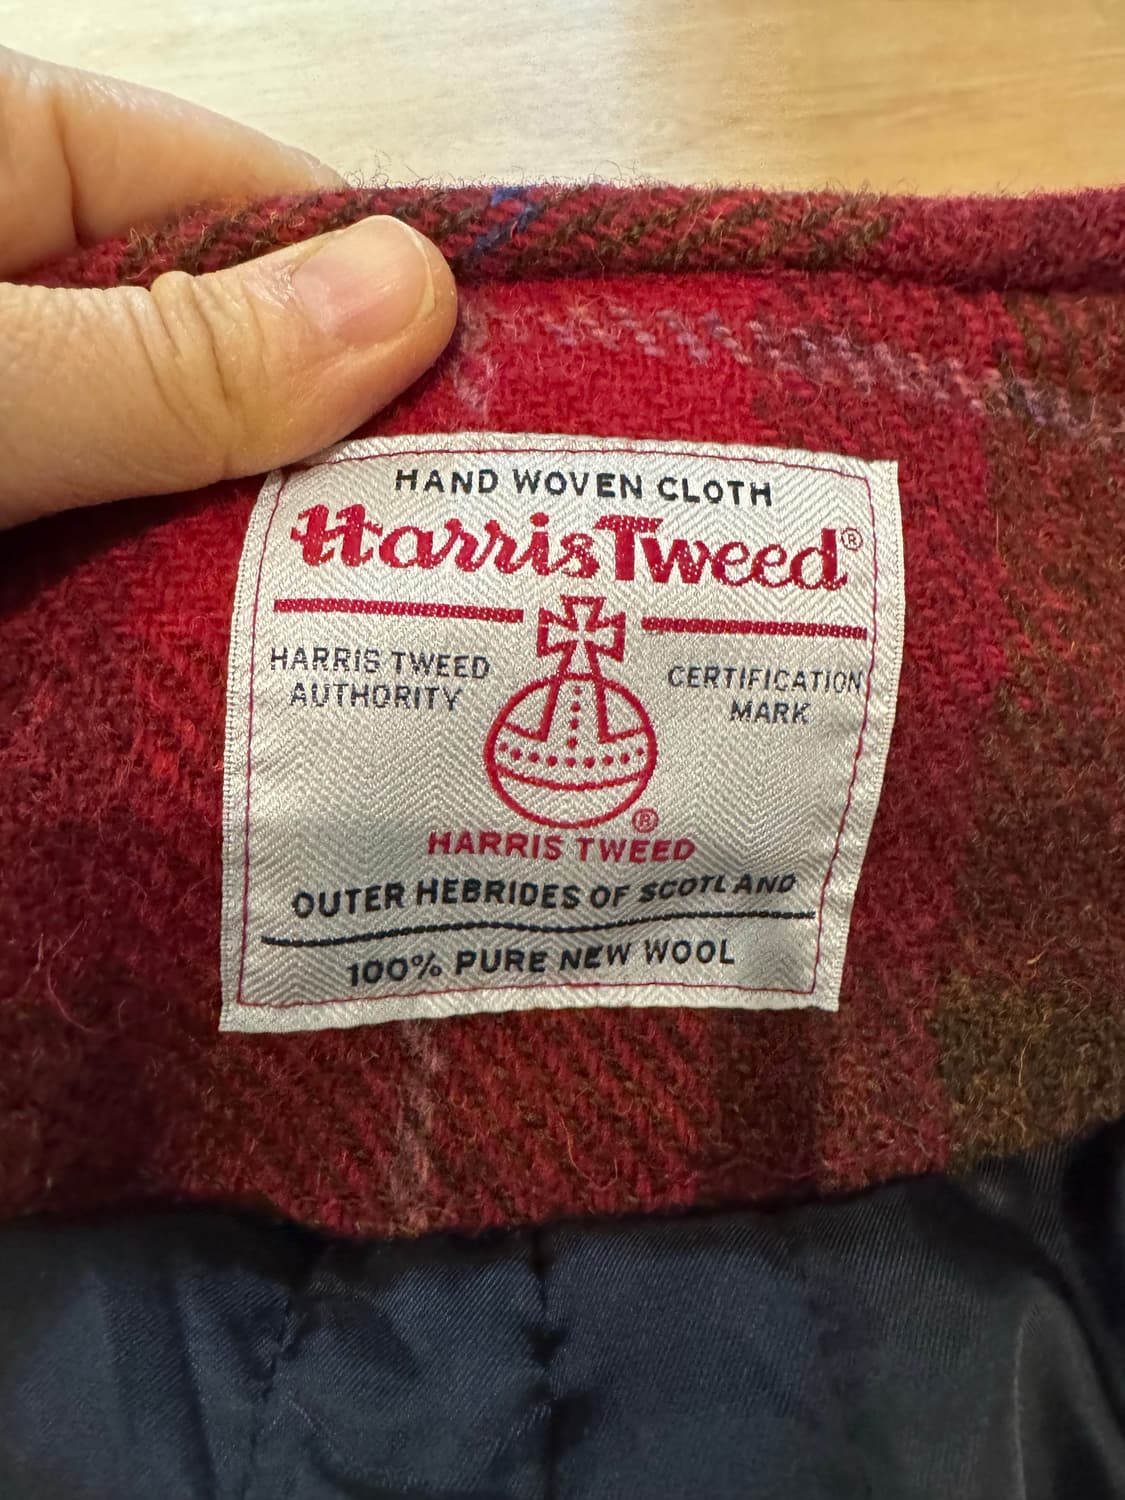 HAND WOVEN CLOTH
Harris Tweed®
HARRIS TWEED
AUTHORITY
CERTIFICATION
MARK
®
HARRIS TWEED
OUTER HEBRIDES OF SCOTLAND
100% PURE NEW WOOL